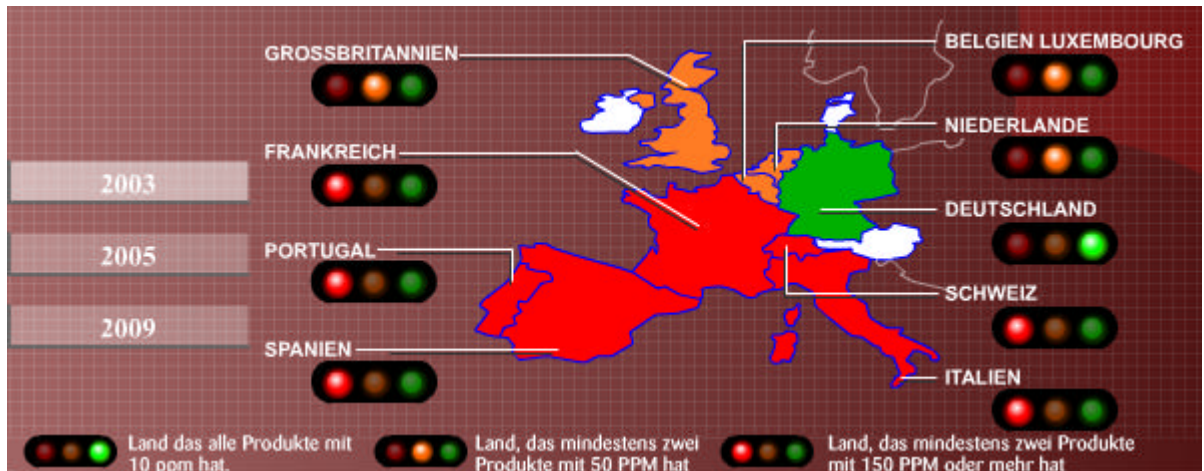 GROSSBRITANNIEN
FRANKREICH
PORTUGAL
SPANIEN
2003
2005
2009
BELGIEN LUXEMBOURG
NIEDERLANDE
DEUTSCHLAND
SCHWEIZ
ITALIEN
Land das alle Produkte mit
10 ppm hat.
Land, das mindestens zwei
Produkte mit 50 PPM hat
Land, das mindestens zwei Produkte
mit 150 PPM oder mehr hat